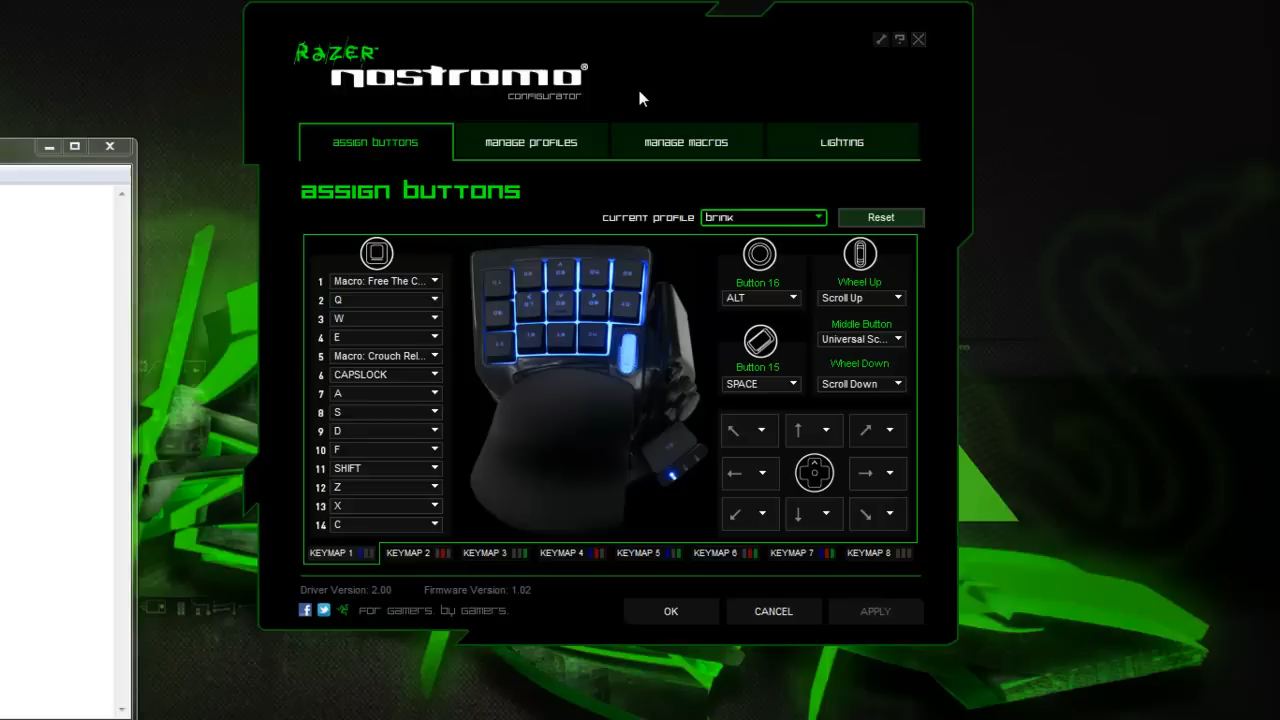 RAZER™
nostromo®
configurator
assign buttons
manage profiles
manage macros
lighting
assign buttons
current profile
brink
Reset
1 Macro: Free The C...
2 Q
3 W
4 E
5 Macro: Crouch Rel...
6 CAPSLOCK
7 A
8 S
9 D
10 F
11 SHIFT
12 Z
13 X
14 C
Button 16
ALT
Button 15
SPACE
Wheel Up
Scroll Up
Middle Button
Universal Sc...
Wheel Down
Scroll Down
KEYMAP 1
KEYMAP 2
KEYMAP 3
KEYMAP 4
KEYMAP 5
KEYMAP 6
KEYMAP 7
KEYMAP 8
Driver Version: 2.00
Firmware Version: 1.02
for gamers. by gamers.
OK
CANCEL
APPLY